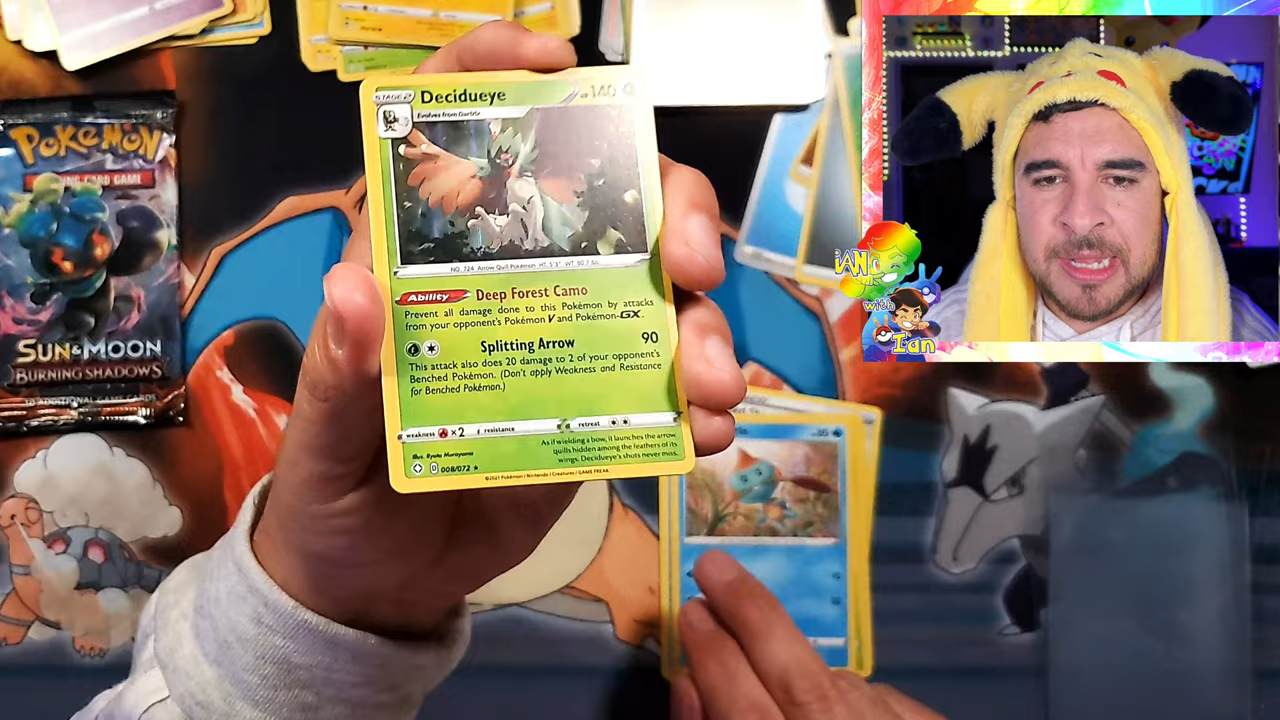 POKéMON
TRADING CARD GAME
SUN & MOON
BURNING SHADOWS
10 ADDITIONAL GAME CARDS
STAGE 2
Decidueye
HP 140
Evolves from Dartrix
NO. 724 Arrow Quill Pokémon HT: 5'3" WT: 80.7 lbs.
Ability Deep Forest Camo
Prevent all damage done to this Pokémon by attacks
from your opponent's Pokémon V and Pokémon-GX.
Splitting Arrow 90
This attack also does 20 damage to 2 of your opponent's
Benched Pokémon. (Don't apply Weakness and Resistance
for Benched Pokémon.)
weakness ×2 resistance retreat
As if wielding a bow, it launches the arrow
quills hidden among the feathers of its
wings. Decidueye's shots never miss.
Illus. Ryota Murayama
008/072
©2021 Pokémon / Nintendo / Creatures / GAME FREAK
iAN
with
Ian